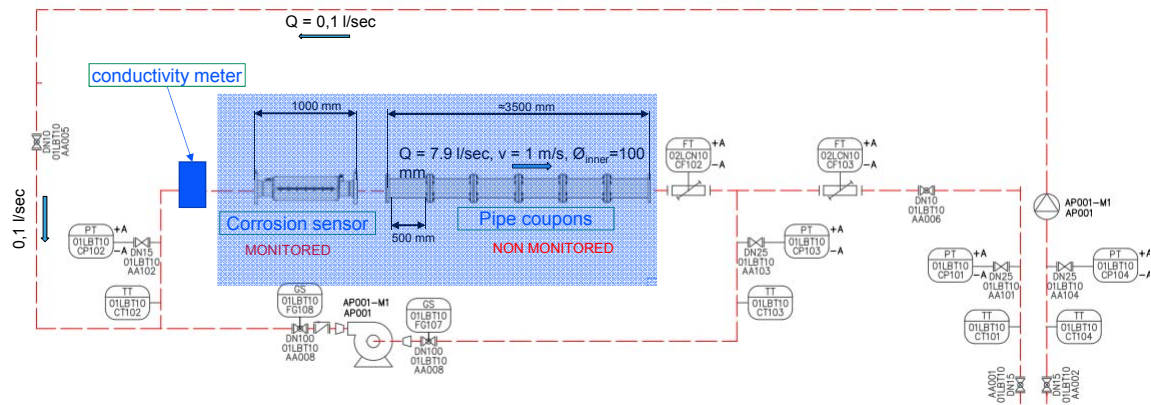 Q = 0,1 l/sec
conductivity meter
1000 mm
≈3500 mm
Q = 7.9 l/sec, v = 1 m/s, Øinner=100
mm
Corrosion sensor
MONITORED
500 mm
Pipe coupons
NON MONITORED
DN10
01LBT10
AA005
0,1 l/sec
PT
01LBT10
CP102
+A
-A
DN15
01LBT10
AA102
TT
01LBT10
CT102
GS
01LBT10
FG108
DN100
01LBT10
AA008
AP001-M1
AP001
GS
01LBT10
FG107
DN100
01LBT10
AA008
FT
02LCN10
CF102
+A
-A
FT
02LCN10
CF103
+A
-A
DN10
01LBT10
AA006
PT
01LBT10
CP103
+A
-A
DN25
01LBT10
AA103
TT
01LBT10
CT103
AP001-M1
AP001
PT
01LBT10
CP101
+A
-A
DN25
01LBT10
AA101
PT
01LBT10
CP104
+A
-A
DN25
01LBT10
AA104
TT
01LBT10
CT101
TT
01LBT10
CT104
AA001
01LBT10
DN15
DN15
01LBT10
AA002